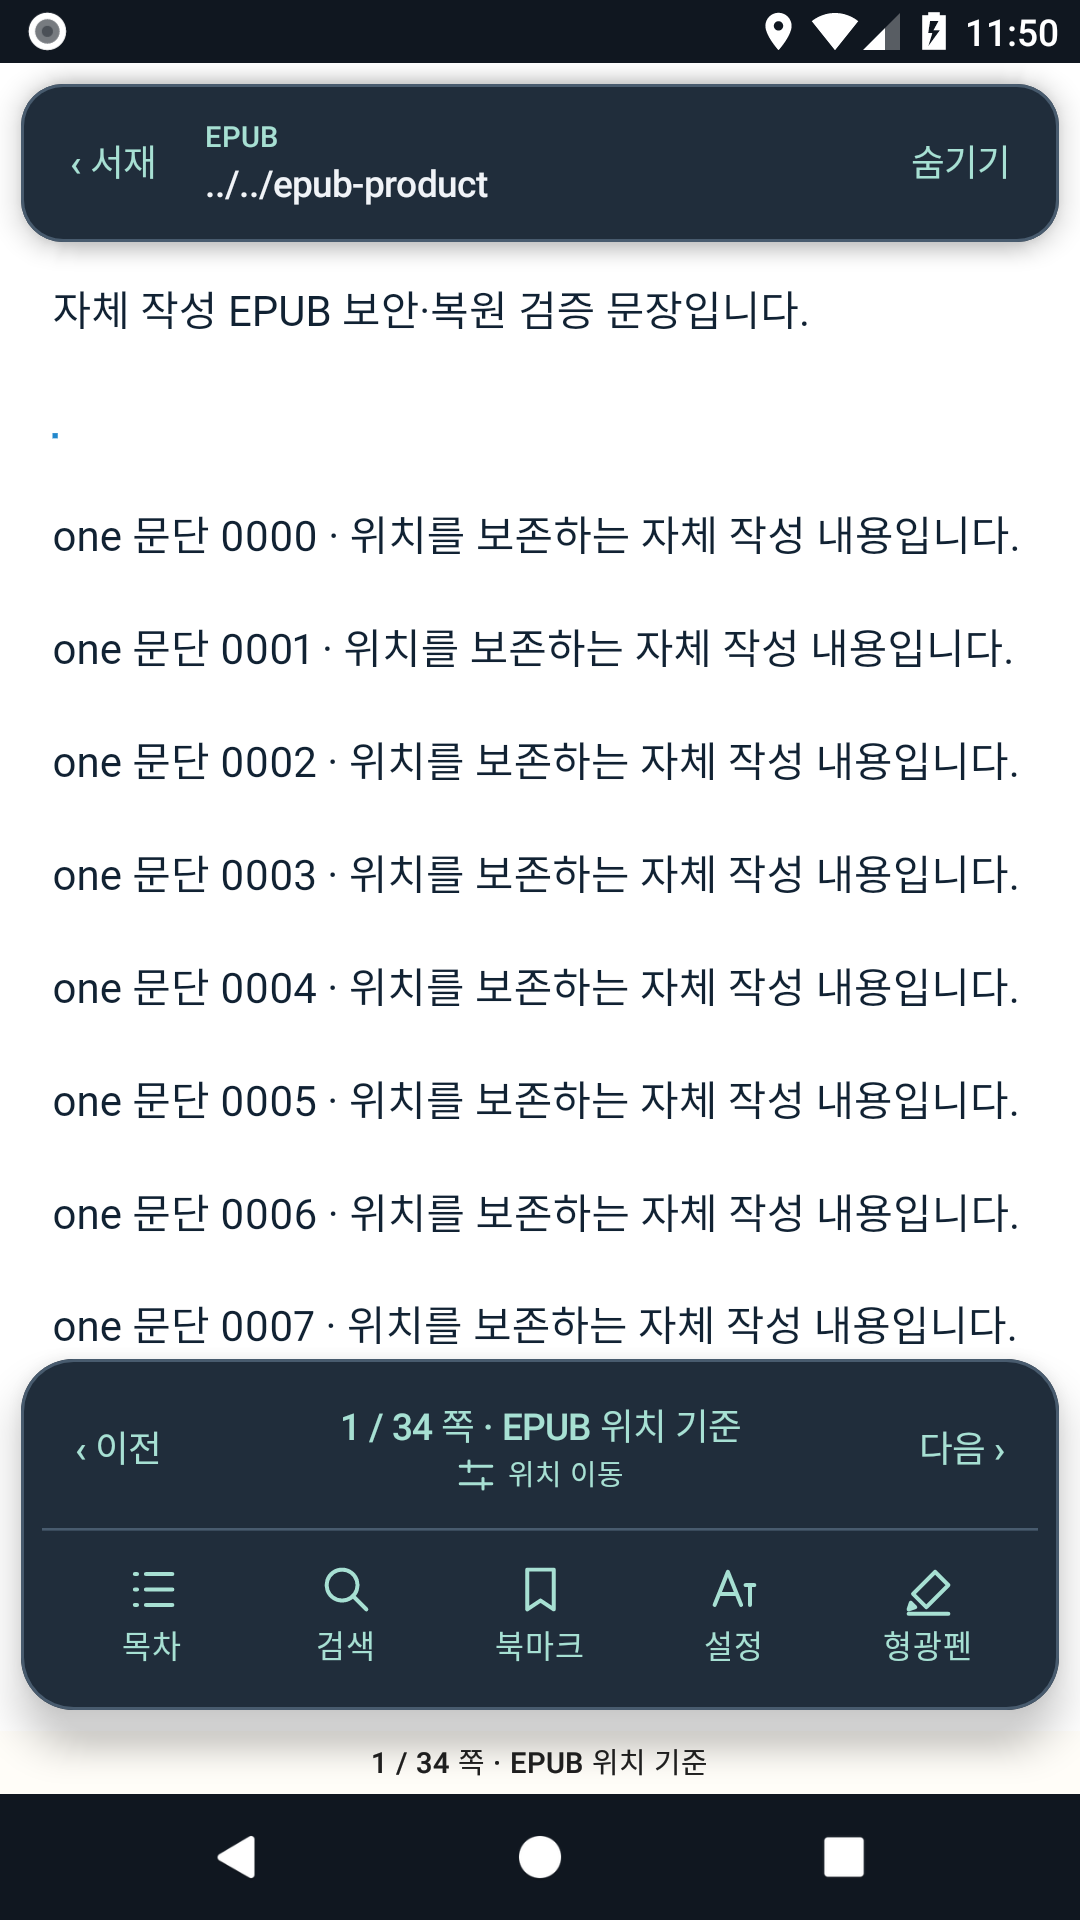 11:50
‹ 서재
EPUB
../../epub-product
숨기기
자체 작성 EPUB 보안·복원 검증 문장입니다.
.
one 문단 0000 · 위치를 보존하는 자체 작성 내용입니다.
one 문단 0001 · 위치를 보존하는 자체 작성 내용입니다.
one 문단 0002 · 위치를 보존하는 자체 작성 내용입니다.
one 문단 0003 · 위치를 보존하는 자체 작성 내용입니다.
one 문단 0004 · 위치를 보존하는 자체 작성 내용입니다.
one 문단 0005 · 위치를 보존하는 자체 작성 내용입니다.
one 문단 0006 · 위치를 보존하는 자체 작성 내용입니다.
one 문단 0007 · 위치를 보존하는 자체 작성 내용입니다.
‹ 이전
1 / 34 쪽 · EPUB 위치 기준
위치 이동
다음 ›
목차
검색
북마크
설정
형광펜
1 / 34 쪽 · EPUB 위치 기준